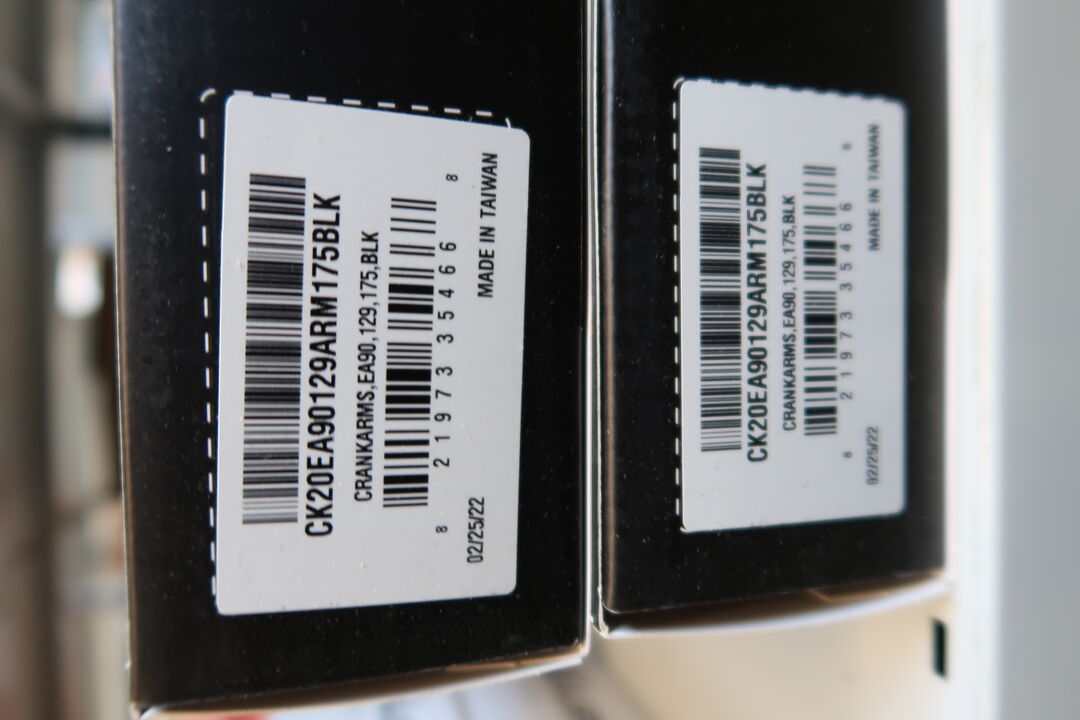 CK20EA90129ARM175BLK
CRANKARMS,EA90,129,175,BLK
8 21973 35466 8
02/25/22 MADE IN TAIWAN
CK20EA90129ARM175BLK
CRANKARMS,EA90,129,175,BLK
8 21973 35466 8
02/25/22 MADE IN TAIWAN